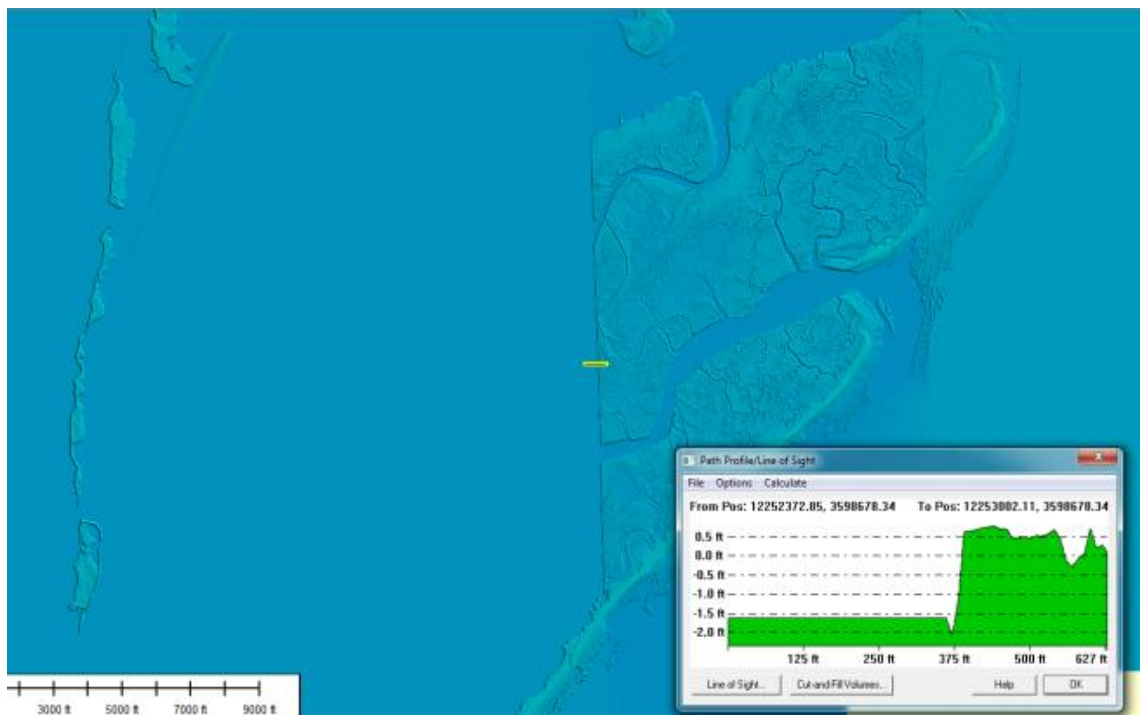 Path Profile/Line of Sight
File Options Calculate
From Pos: 12252372.85, 3598678.34 To Pos: 12253002.11, 3598678.34
0.5 ft
0.0 ft
-0.5 ft
-1.0 ft
-1.5 ft
-2.0 ft
125 ft 250 ft 375 ft 500 ft 627 ft
Line of Sight... Cut-and-Fill Volumes... Help OK
3000 ft 5000 ft 7000 ft 9000 ft